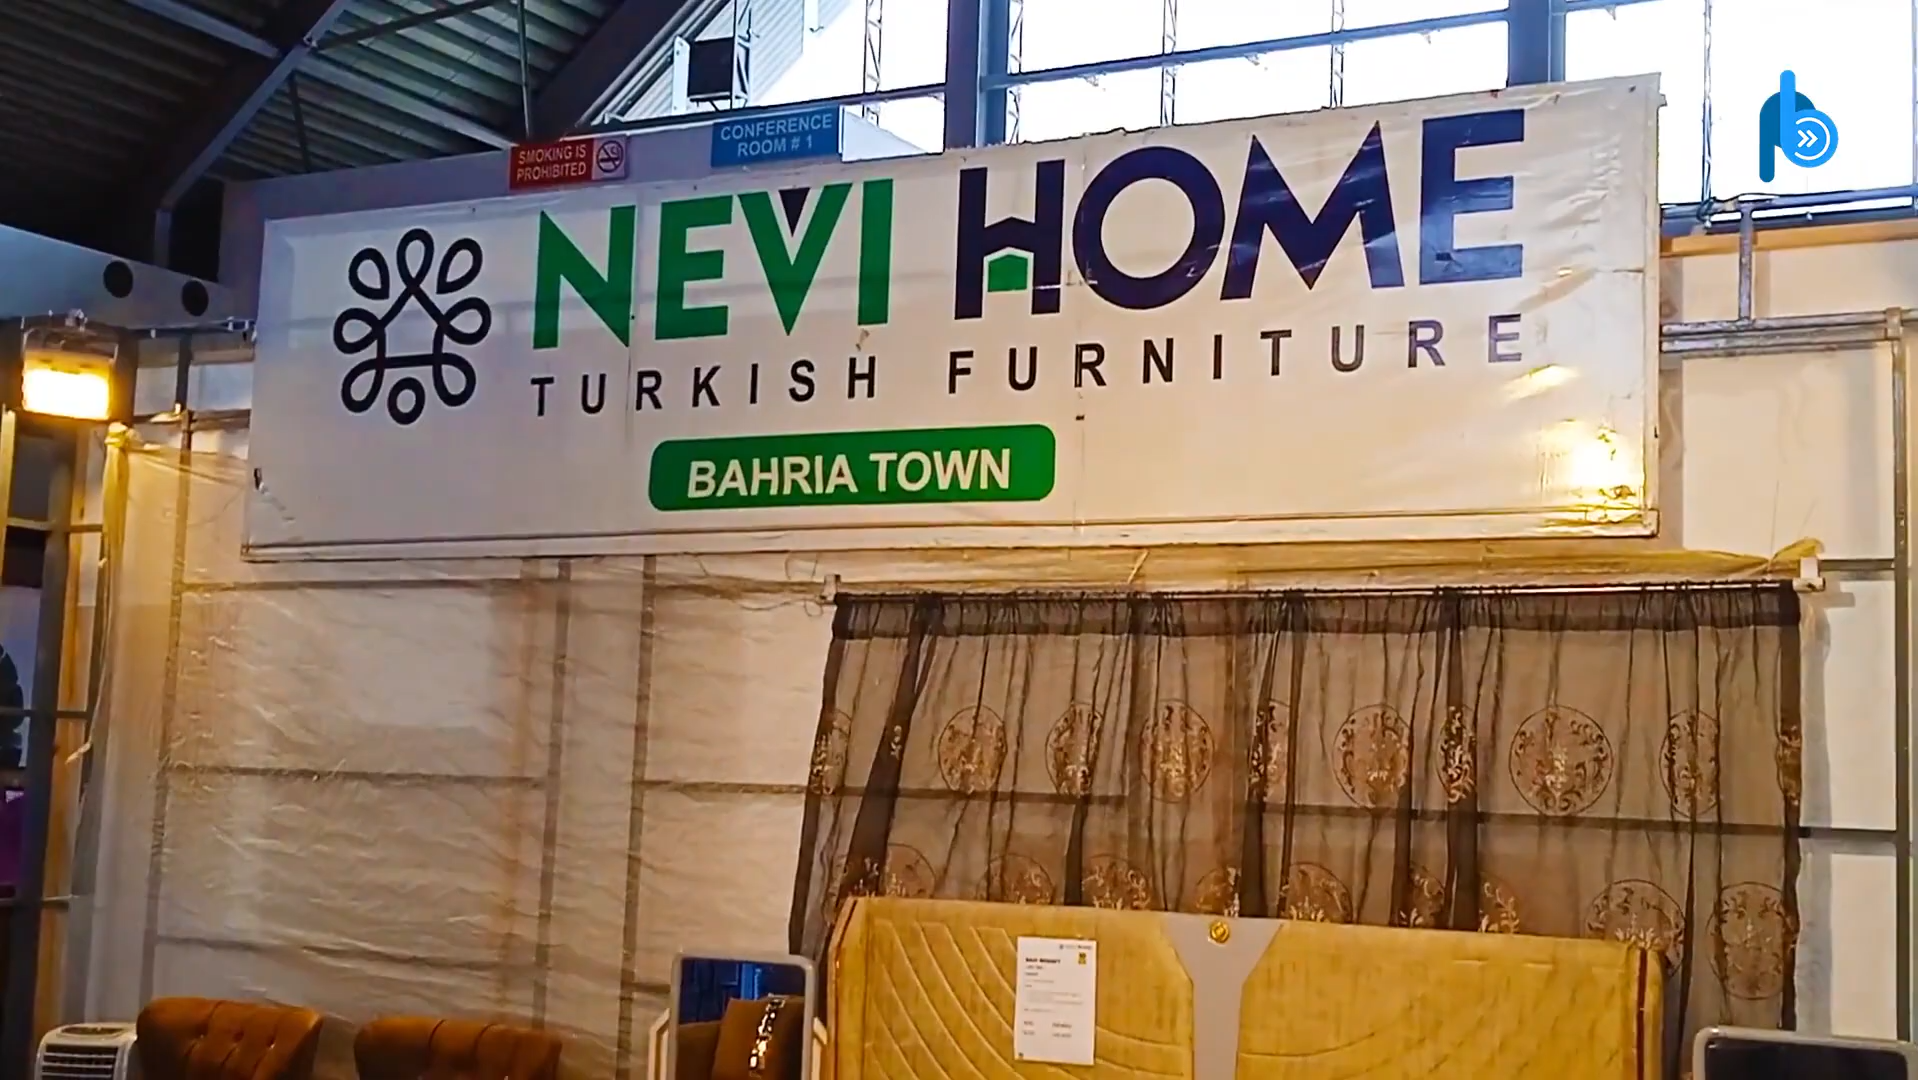 SMOKING IS
PROHIBITED
CONFERENCE
ROOM # 1
NEVI HOME
TURKISH FURNITURE
BAHRIA TOWN